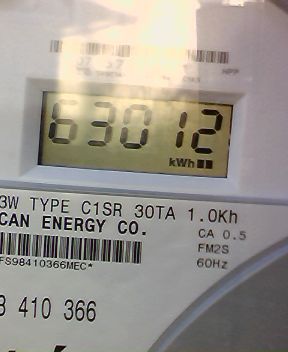 63012
kWh
3W TYPE C1SR 30TA 1.0Kh
CAN ENERGY CO.
CA 0.5
FM2S
FS98410366MEC*
60Hz
8 410 366